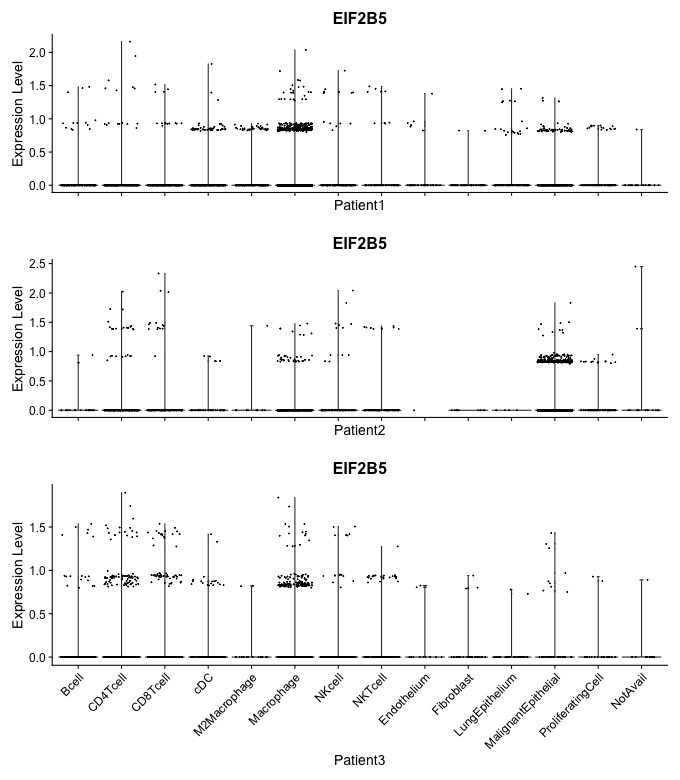 EIF2B5
Expression Level
2.0
1.5
1.0
0.5
0.0
Patient1
EIF2B5
Expression Level
2.5
2.0
1.5
1.0
0.5
0.0
Patient2
EIF2B5
Expression Level
1.5
1.0
0.5
0.0
Bcell
CD4Tcell
CD8Tcell
cDC
M2Macrophage
Macrophage
NKcell
NKTcell
Endothelium
Fibroblast
LungEpithelium
MalignantEpithelial
ProliferatingCell
NotAvail
Patient3